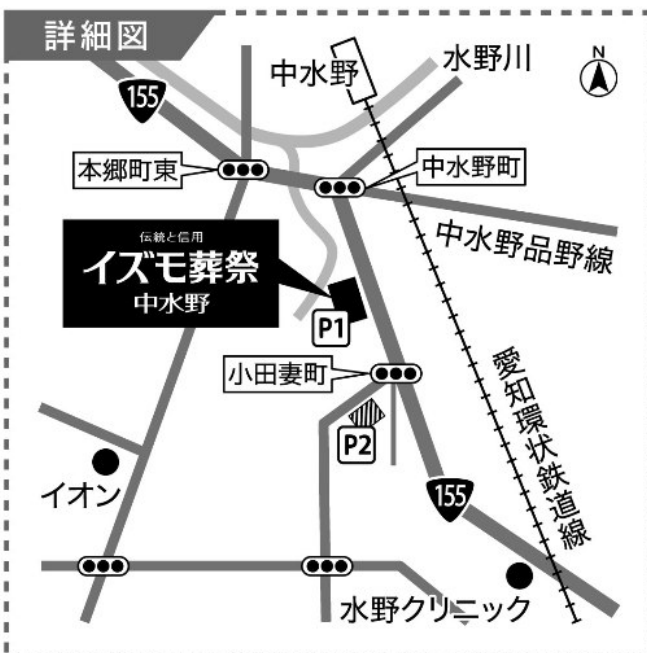 詳細図
中水野
水野川
N
155
本郷町東
中水野町
中水野品野線
伝統と信用
イズモ葬祭
中水野
P1
小田妻町
愛知環状鉄道線
P2
イオン
155
水野クリニック